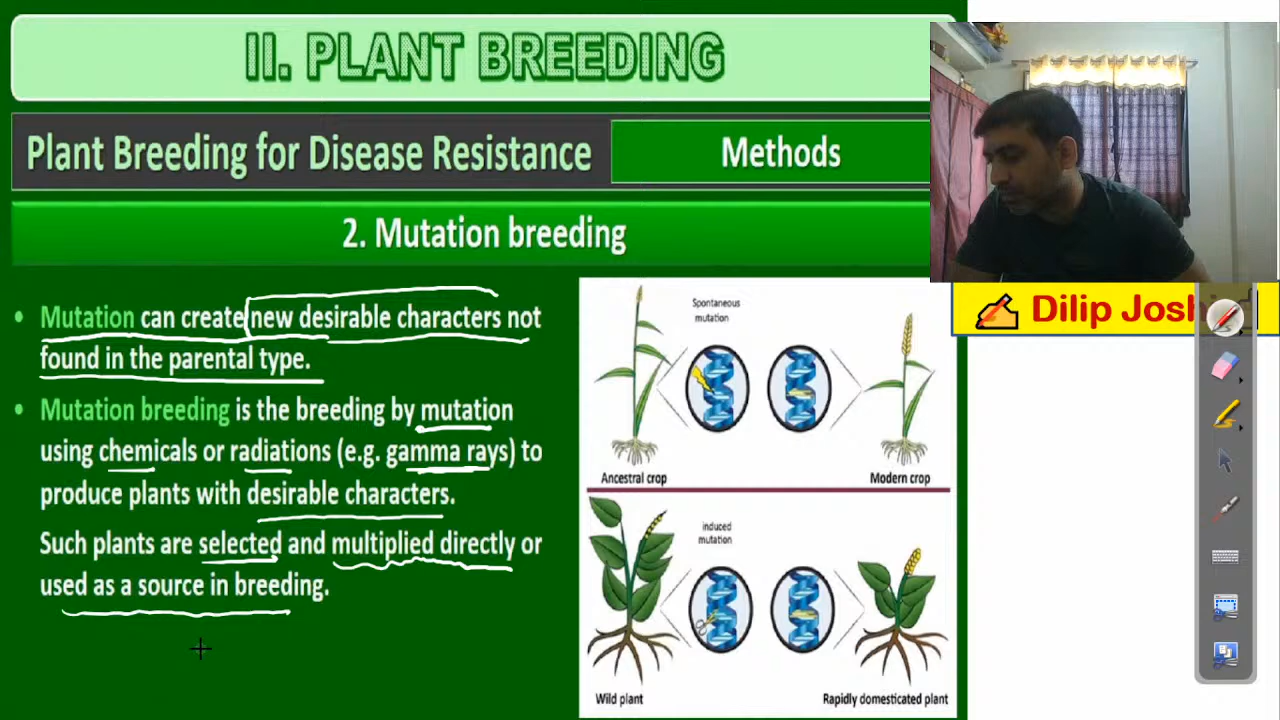 II. PLANT BREEDING
Plant Breeding for Disease Resistance
Methods
2. Mutation breeding
• Mutation can create new desirable characters not
found in the parental type.
• Mutation breeding is the breeding by mutation
using chemicals or radiations (e.g. gamma rays) to
produce plants with desirable characters.
Such plants are selected and multiplied directly or
used as a source in breeding.
Spontaneous
mutation
Ancestral crop
Modern crop
induced
mutation
Wild plant
Rapidly domesticated plant
Dilip